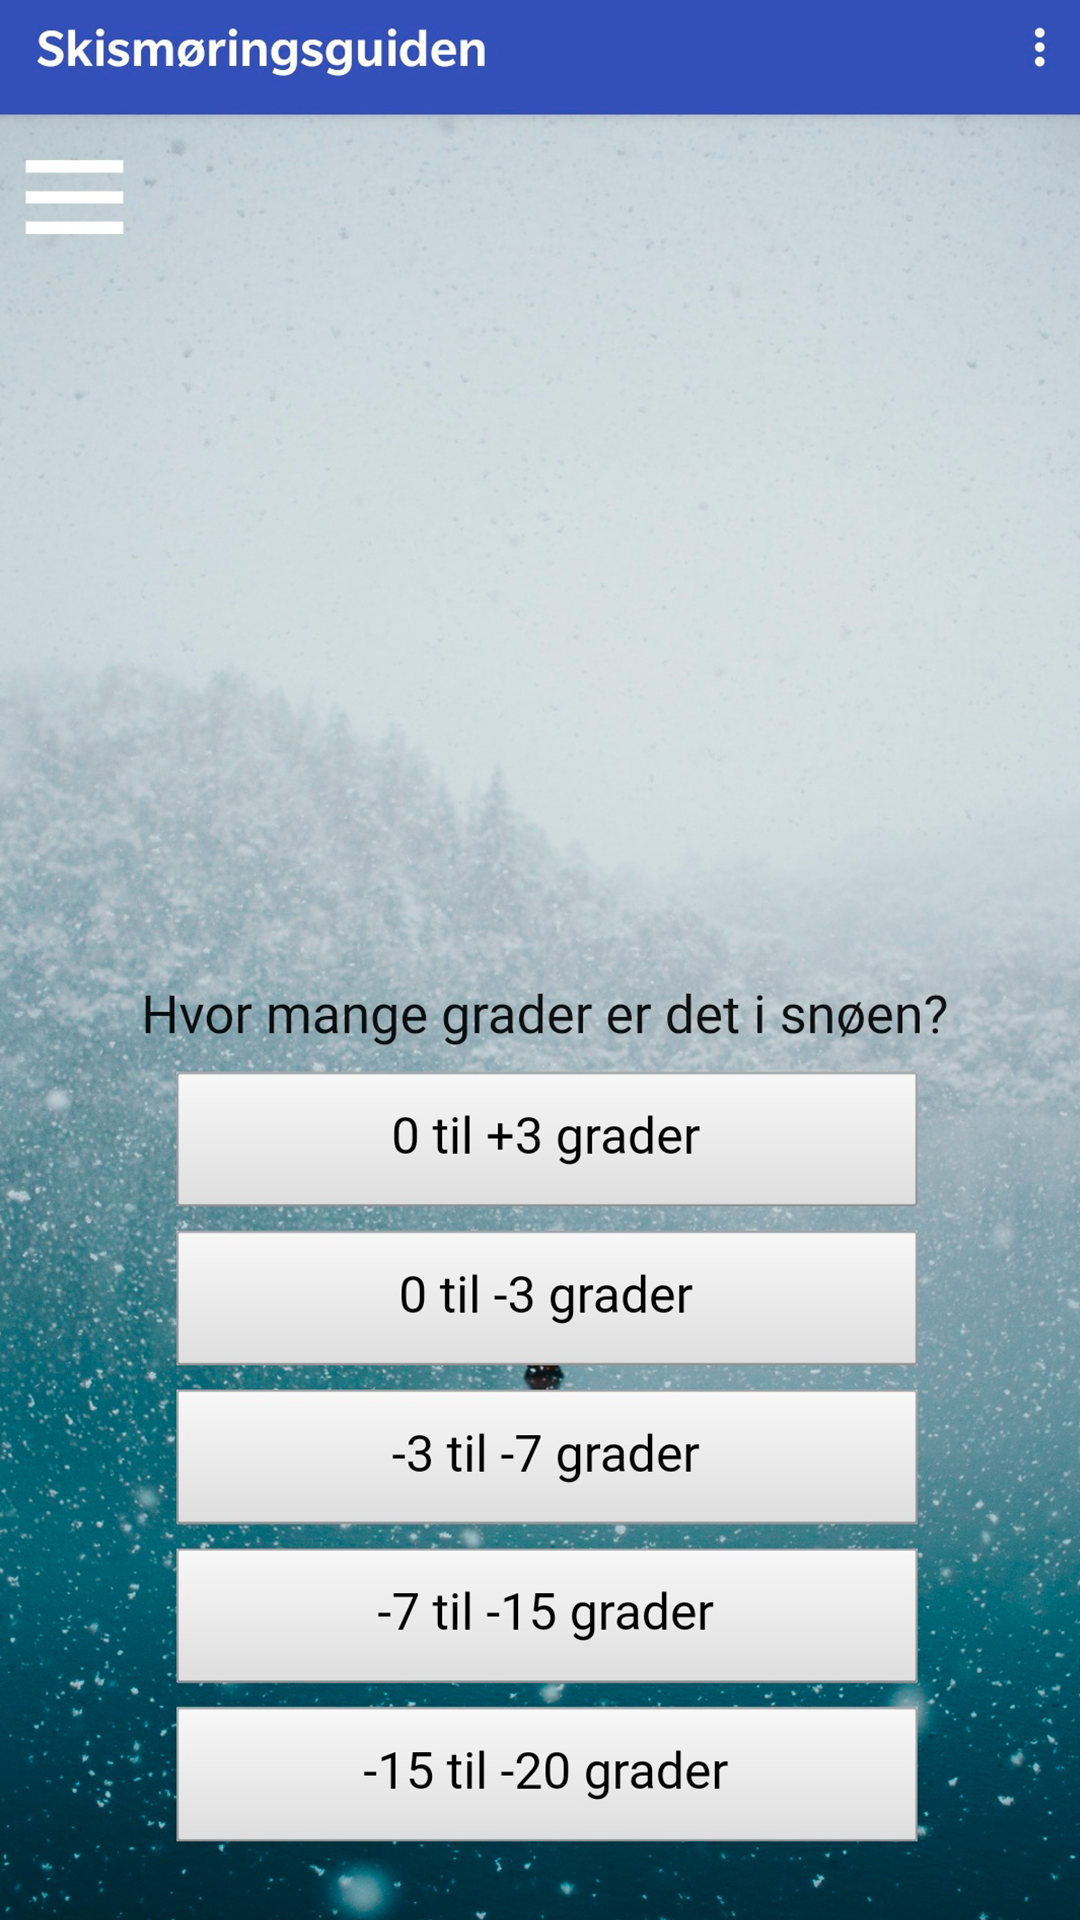 Skismøringsguiden
Hvor mange grader er det i snøen?
0 til +3 grader
0 til -3 grader
-3 til -7 grader
-7 til -15 grader
-15 til -20 grader